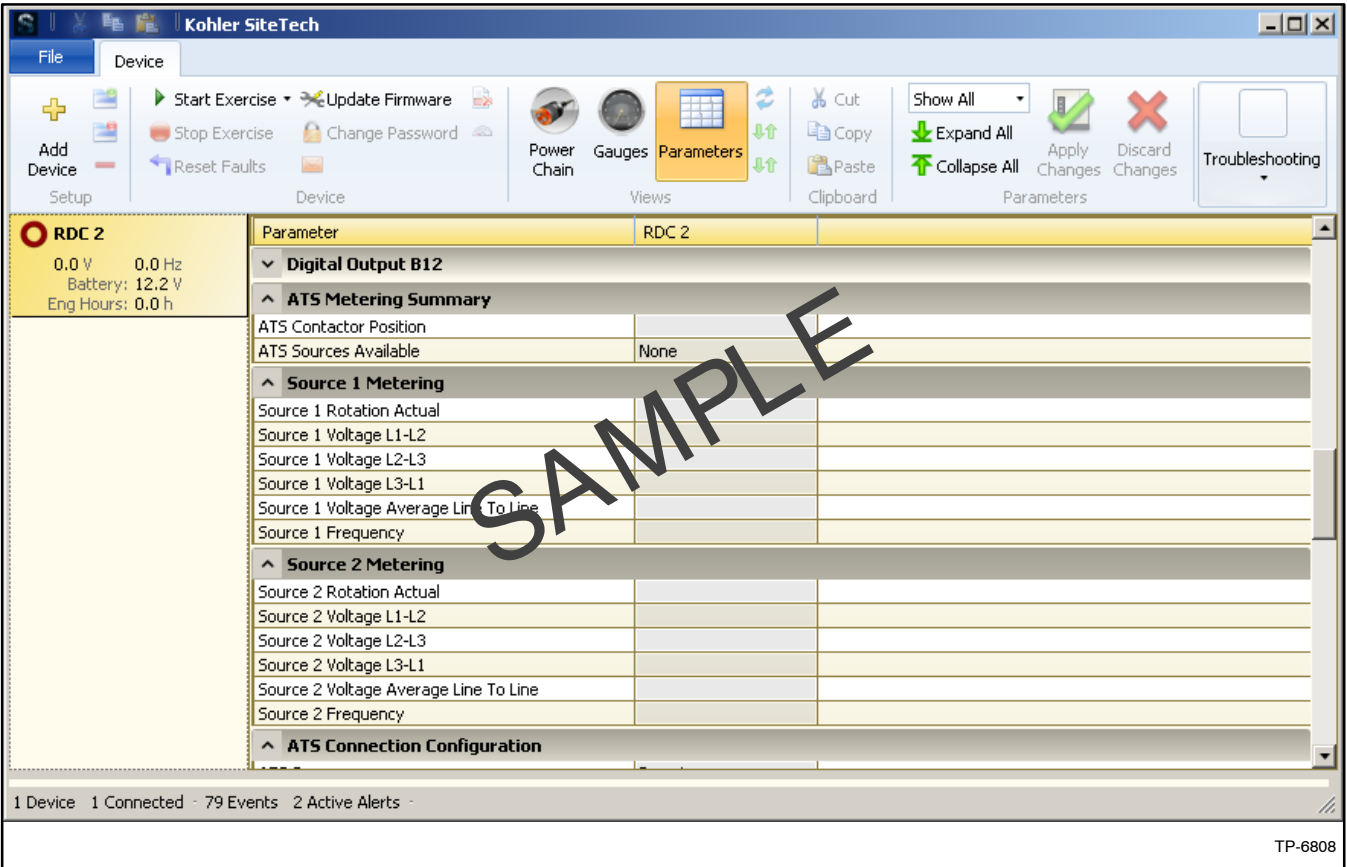 Kohler SiteTech
File Device
Start Exercise Update Firmware Cut Show All
Stop Exercise Change Password Copy Expand All
Add Device Reset Faults Power Chain Gauges Parameters Paste Collapse All Apply Changes Discard Changes Troubleshooting
Setup Device Views Clipboard Parameters
RDC 2
0.0 V 0.0 Hz
Battery: 12.2 V
Eng Hours: 0.0 h
Parameter RDC 2
Digital Output B12
ATS Metering Summary
ATS Contactor Position
ATS Sources Available None
Source 1 Metering
Source 1 Rotation Actual
Source 1 Voltage L1-L2
Source 1 Voltage L2-L3
Source 1 Voltage L3-L1
Source 1 Voltage Average Line To Line
Source 1 Frequency
Source 2 Metering
Source 2 Rotation Actual
Source 2 Voltage L1-L2
Source 2 Voltage L2-L3
Source 2 Voltage L3-L1
Source 2 Voltage Average Line To Line
Source 2 Frequency
ATS Connection Configuration
SAMPLE
1 Device 1 Connected - 79 Events 2 Active Alerts -
TP-6808